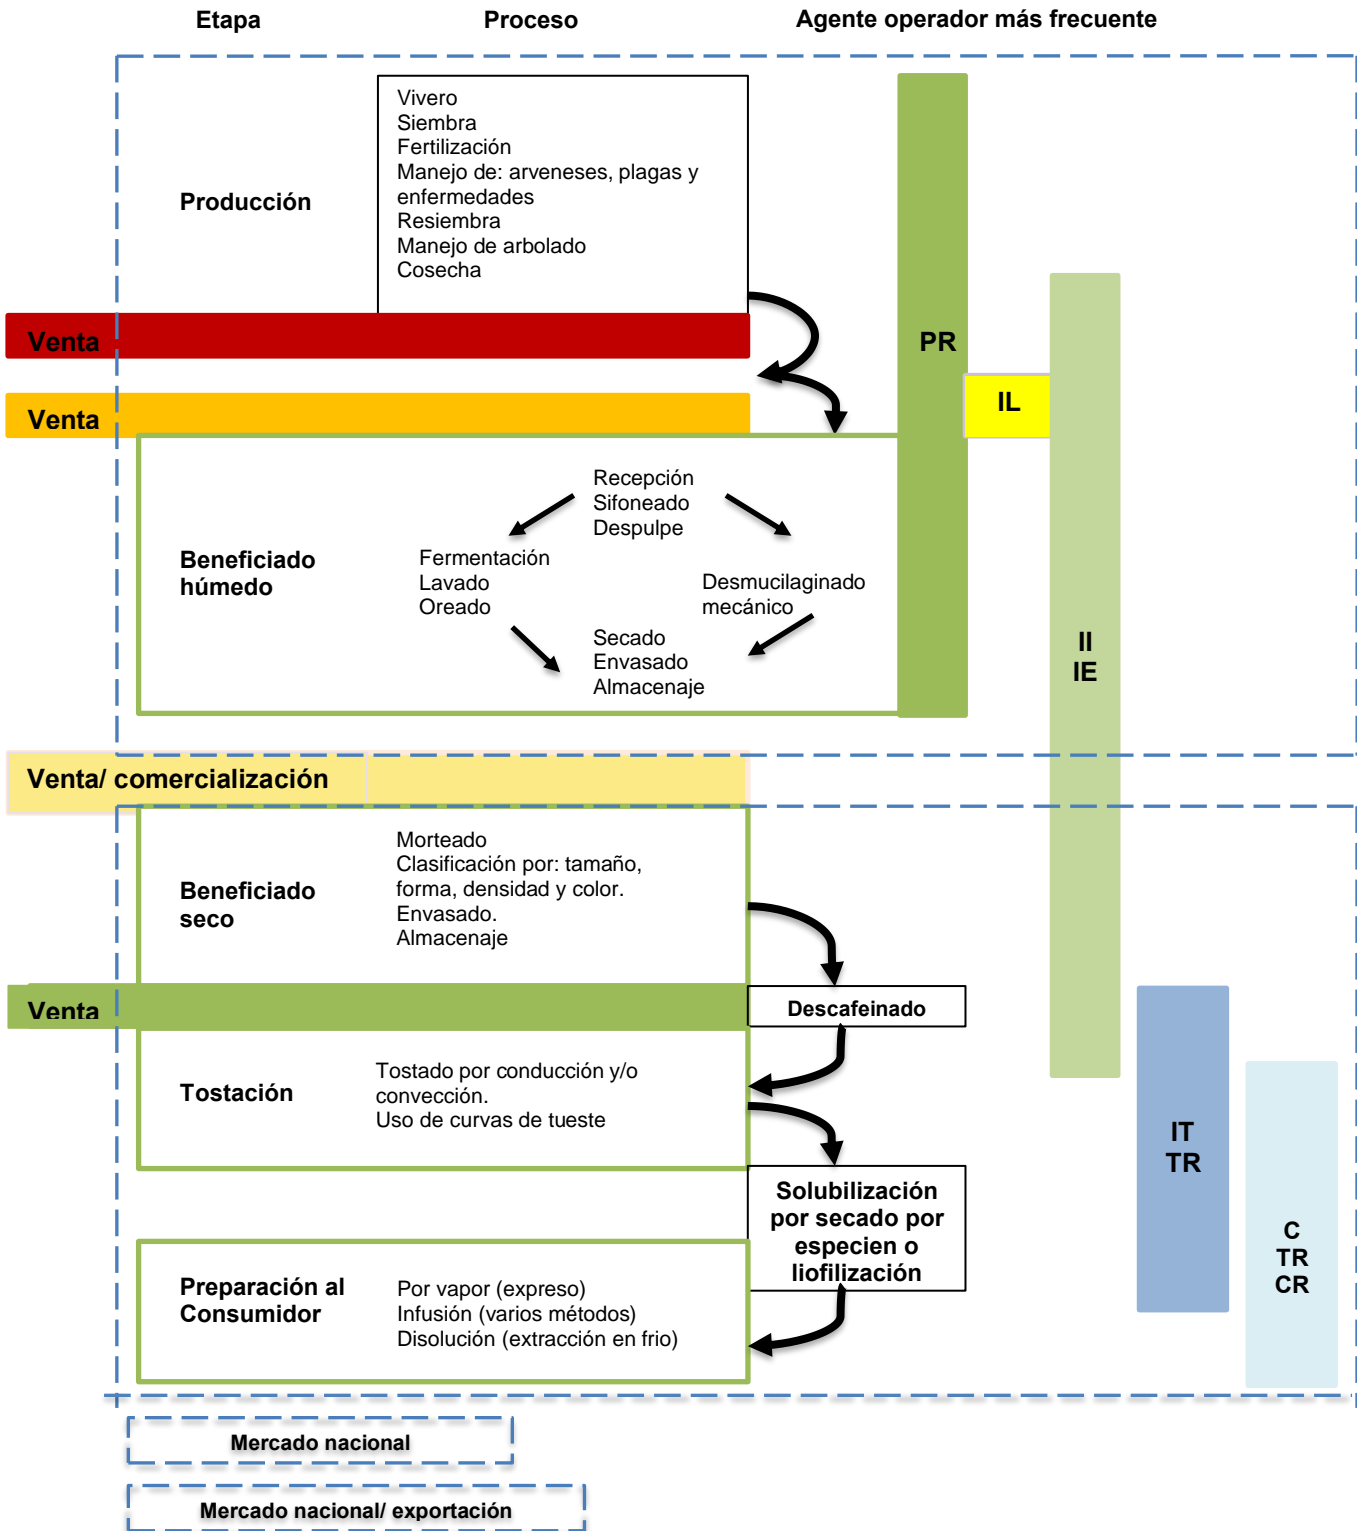 Etapa
Proceso
Agente operador más frecuente
Vivero
Siembra
Fertilización
Manejo de: arveneses, plagas y
enfermedades
Resiembra
Manejo de arbolado
Cosecha
Producción
Venta
PR
Venta
IL
Recepción
Sifoneado
Despulpe
Beneficiado
húmedo
Fermentación
Lavado
Oreado
Desmucilaginado
mecánico
Secado
Envasado
Almacenaje
II
IE
Venta/ comercialización
Beneficiado
seco
Morteado
Clasificación por: tamaño,
forma, densidad y color.
Envasado.
Almacenaje
Venta
Descafeinado
Tostación
Tostado por conducción y/o
convección.
Uso de curvas de tueste
IT
TR
Solubilización
por secado por
especien o
liofilización
C
TR
CR
Preparación al
Consumidor
Por vapor (expreso)
Infusión (varios métodos)
Disolución (extracción en frio)
Mercado nacional
Mercado nacional/ exportación